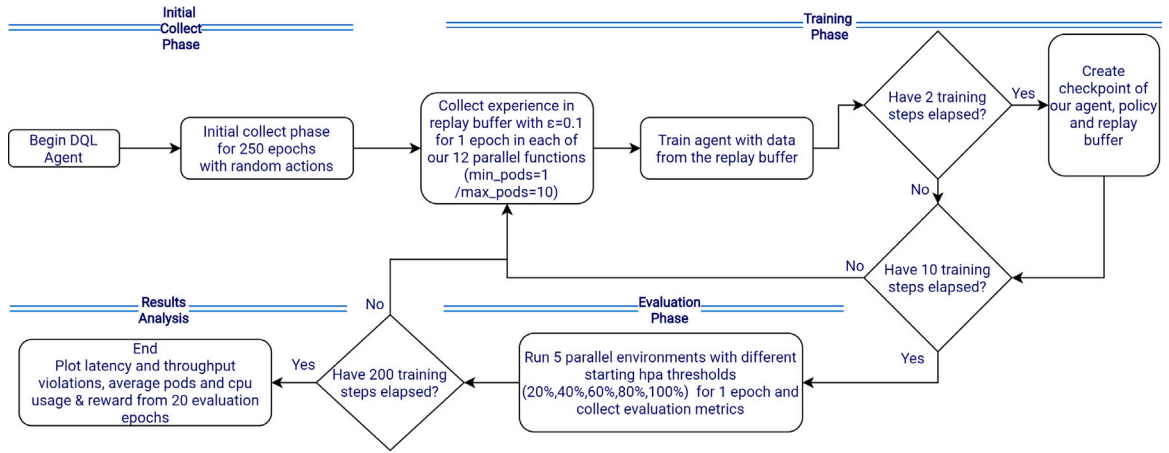 Initial
Collect
Phase
Training
Phase
Begin DQL
Agent
Initial collect phase
for 250 epochs
with random actions
Collect experience in
replay buffer with ε=0.1
for 1 epoch in each of
our 12 parallel functions
(min_pods=1
/max_pods=10)
Train agent with data
from the replay buffer
Have 2 training
steps elapsed?
Yes
Create
checkpoint of
our agent, policy
and replay
buffer
No
Have 10 training
steps elapsed?
No
Yes
Evaluation
Phase
Run 5 parallel environments with different
starting hpa thresholds
(20%,40%,60%,80%,100%) for 1 epoch and
collect evaluation metrics
Have 200 training
steps elapsed?
No
Yes
Results
Analysis
End
Plot latency and throughput
violations, average pods and cpu
usage & reward from 20 evaluation
epochs